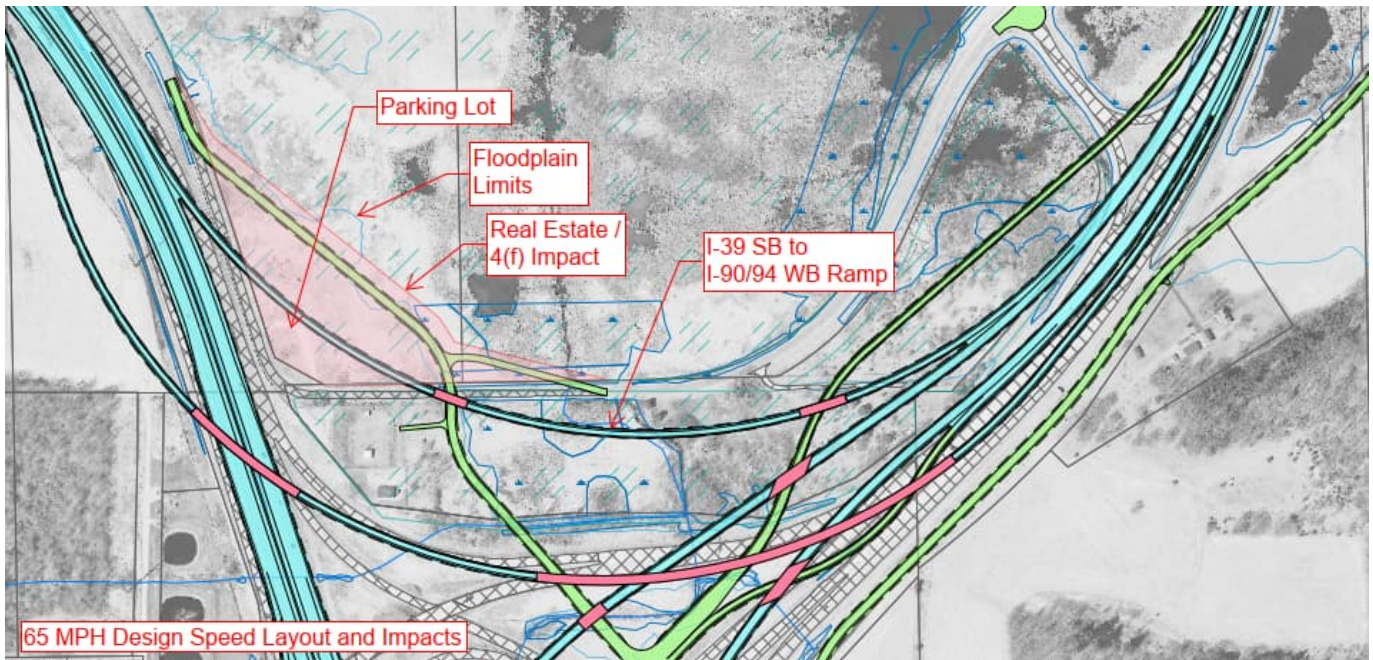 Parking Lot
Floodplain
Limits
Real Estate /
4(f) Impact
I-39 SB to
I-90/94 WB Ramp
65 MPH Design Speed Layout and Impacts